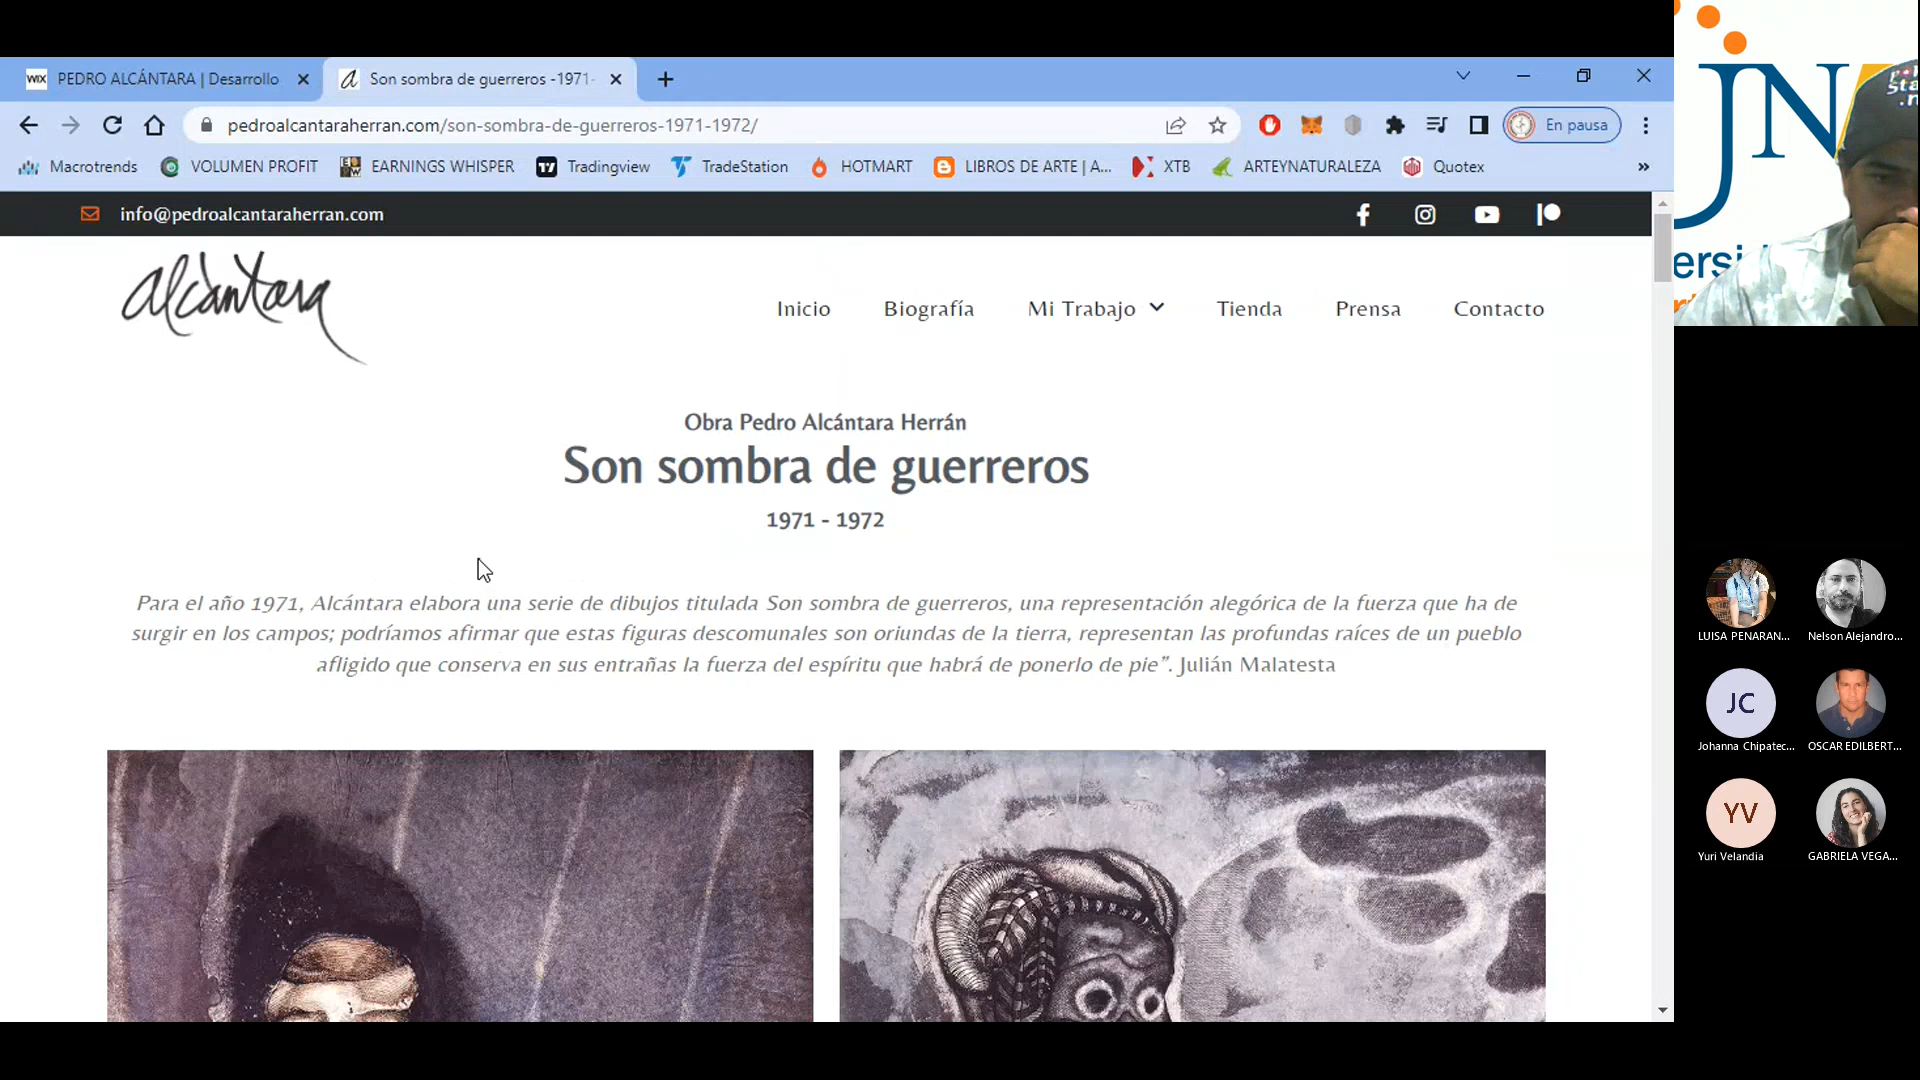 WIX PEDRO ALCÁNTARA | Desarrollo
Son sombra de guerreros -1971-
pedroalcantaraherran.com/son-sombra-de-guerreros-1971-1972/
En pausa
Macrotrends
VOLUMEN PROFIT
EARNINGS WHISPER
Tradingview
TradeStation
HOTMART
LIBROS DE ARTE | A...
XTB
ARTEYNATURALEZA
Quotex
info@pedroalcantaraherran.com
alcàntara
Inicio
Biografía
Mi Trabajo
Tienda
Prensa
Contacto
Obra Pedro Alcántara Herrán
Son sombra de guerreros
1971 - 1972
Para el año 1971, Alcántara elabora una serie de dibujos titulada Son sombra de guerreros, una representación alegórica de la fuerza que ha de
surgir en los campos; podríamos afirmar que estas figuras descomunales son oriundas de la tierra, representan las profundas raíces de un pueblo
afligido que conserva en sus entrañas la fuerza del espíritu que habrá de ponerlo de pie”. Julián Malatesta
JN
ersi
LUISA PENARAN...
Nelson Alejandro...
JC
Johanna Chipatec...
OSCAR EDILBERT...
YV
Yuri Velandia
GABRIELA VEGA...